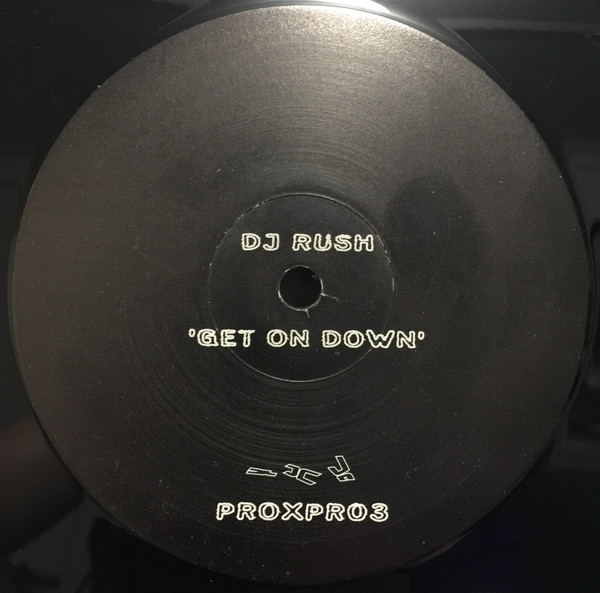 DJ RUSH
'GET ON DOWN'
PROXPRO3